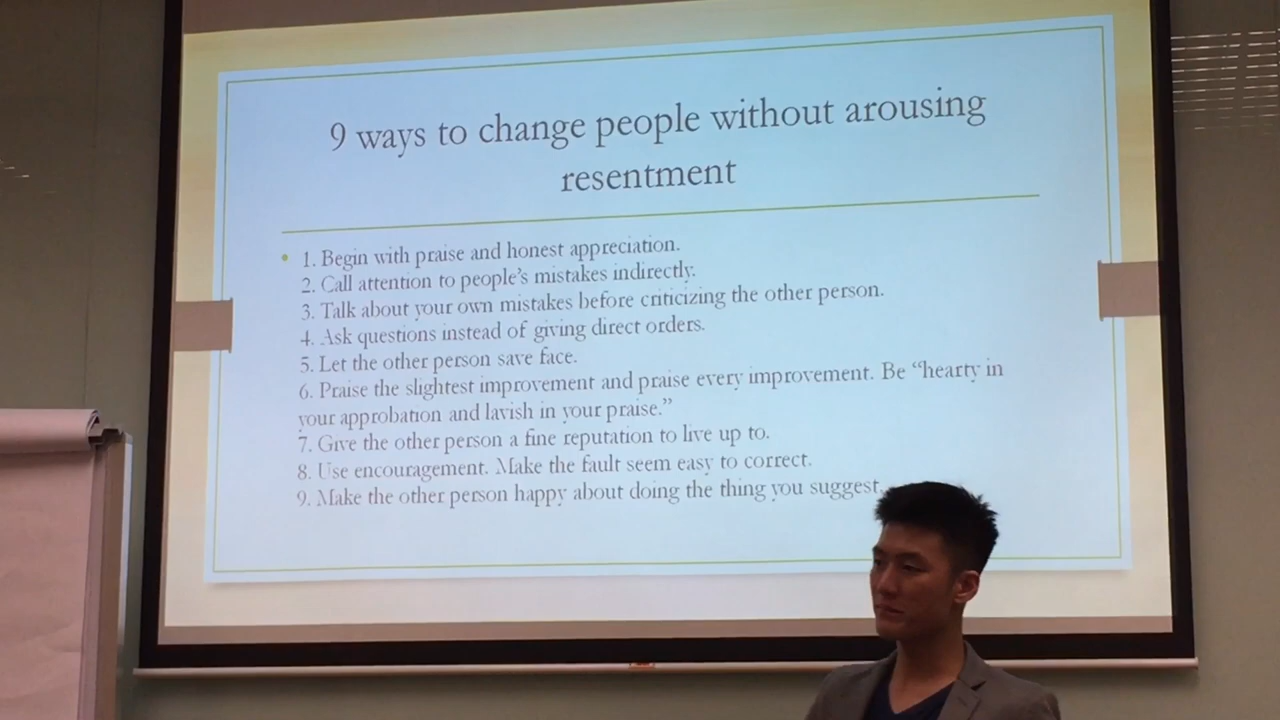 9 ways to change people without arousing
resentment
• 1. Begin with praise and honest appreciation.
2. Call attention to people's mistakes indirectly.
3. Talk about your own mistakes before criticizing the other person.
4. Ask questions instead of giving direct orders.
5. Let the other person save face.
6. Praise the slightest improvement and praise every improvement. Be “hearty in
your approbation and lavish in your praise.”
7. Give the other person a fine reputation to live up to.
8. Use encouragement. Make the fault seem easy to correct.
9. Make the other person happy about doing the thing you suggest.